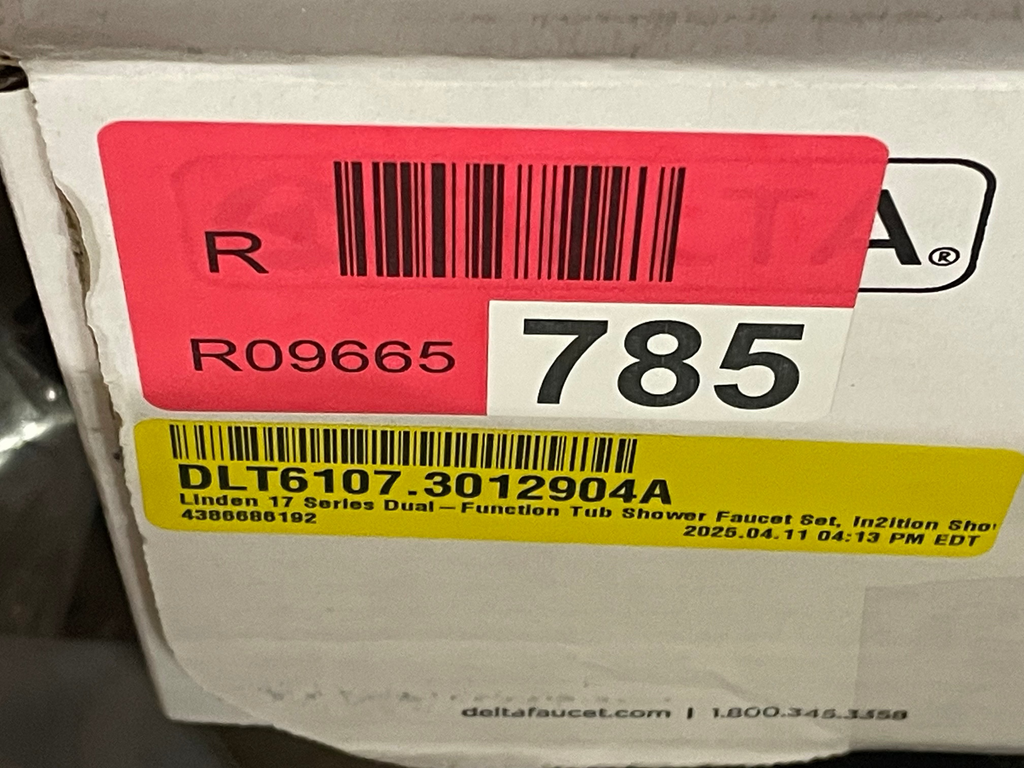 R
DELTA®
R09665
785
DLT6107.3012904A
Linden 17 Series Dual-Function Tub Shower Faucet Set, In2ition Sho
4386686192
2025.04.11 04:13 PM EDT
deltafaucet.com | 1.800.345.3358